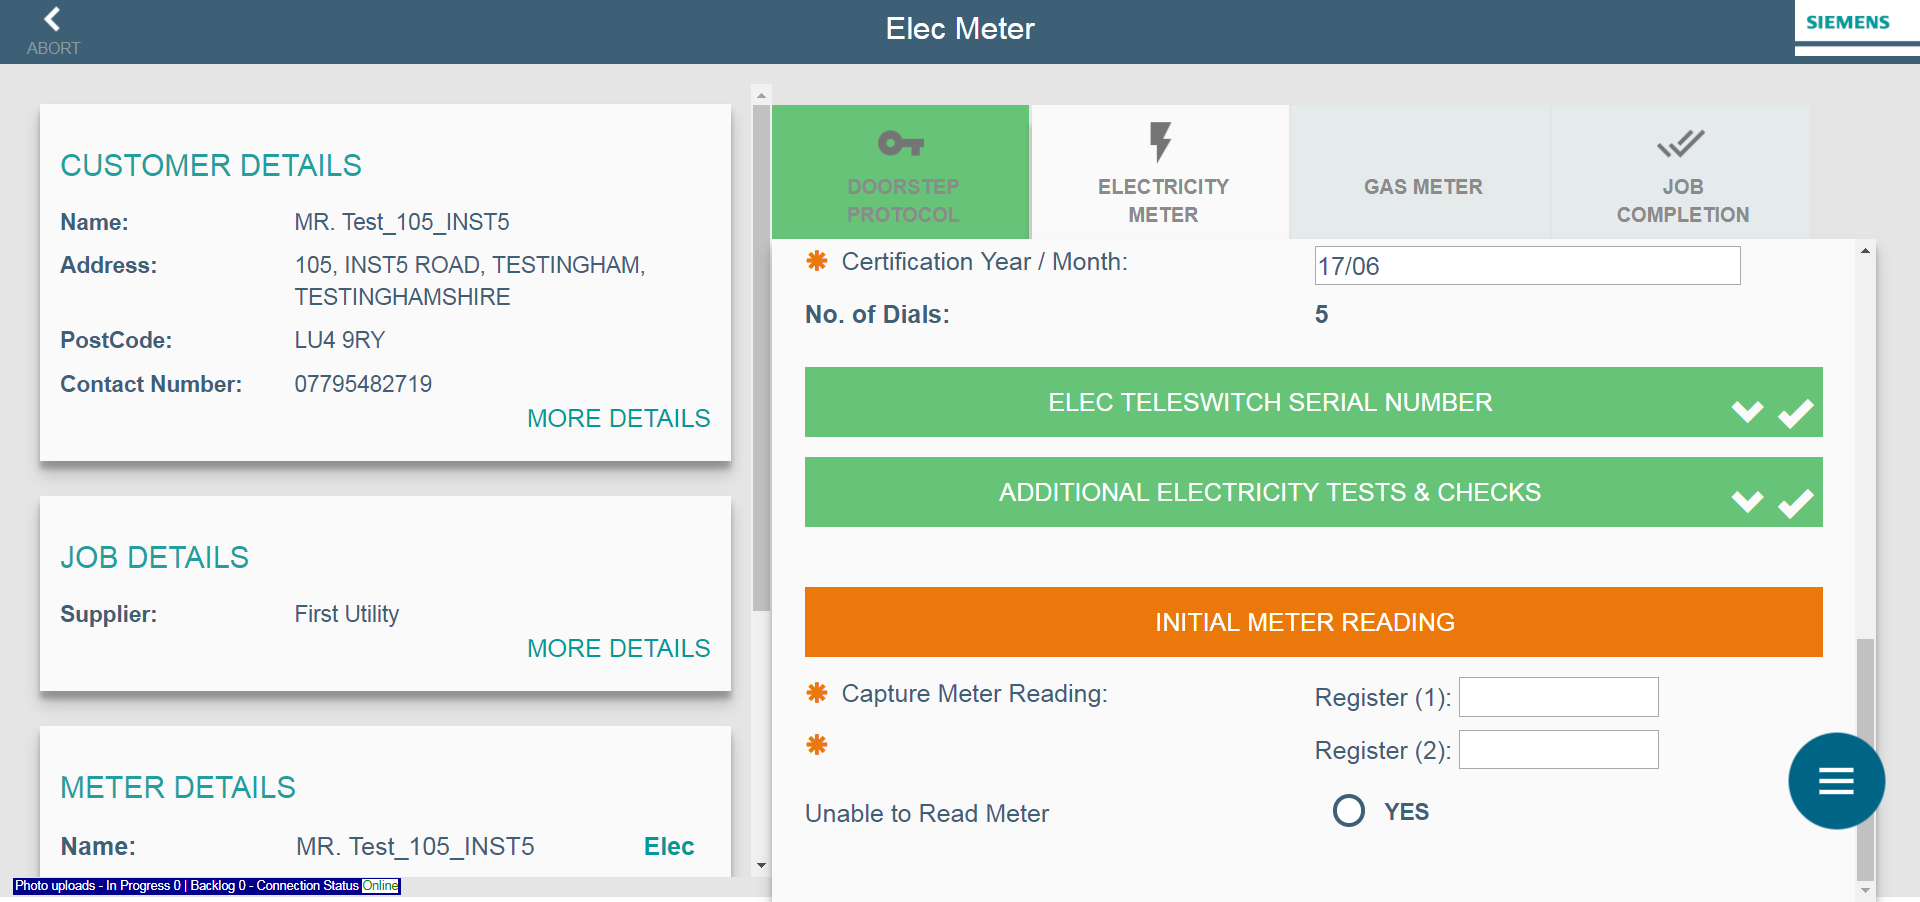 ABORT
Elec Meter
SIEMENS
CUSTOMER DETAILS
Name: MR. Test_105_INST5
Address: 105, INST5 ROAD, TESTINGHAM,
TESTINGHAMSHIRE
PostCode: LU4 9RY
Contact Number: 07795482719
MORE DETAILS
JOB DETAILS
Supplier: First Utility
MORE DETAILS
METER DETAILS
Name: MR. Test_105_INST5 Elec
Photo uploads - In Progress 0 | Backlog 0 - Connection Status Online
DOORSTEP
PROTOCOL
ELECTRICITY
METER
GAS METER
JOB
COMPLETION
✱ Certification Year / Month: 17/06
No. of Dials: 5
ELEC TELESWITCH SERIAL NUMBER
ADDITIONAL ELECTRICITY TESTS & CHECKS
INITIAL METER READING
✱ Capture Meter Reading: Register (1):
✱ Register (2):
Unable to Read Meter YES